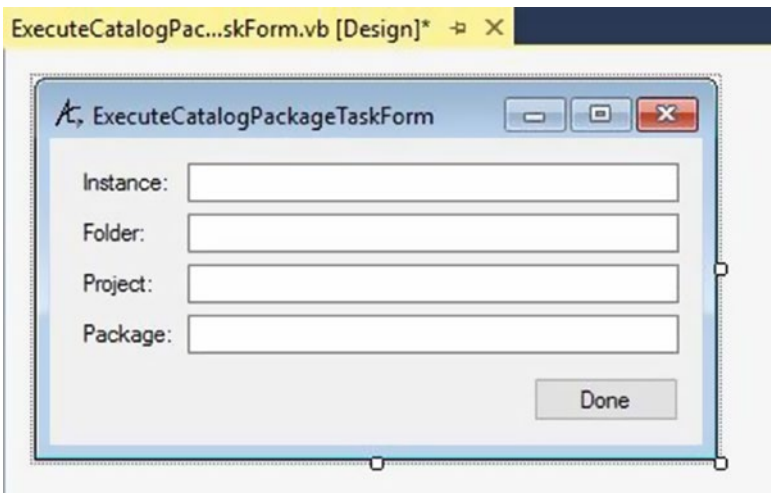 ExecuteCatalogPac...skForm.vb [Design]*
ExecuteCatalogPackageTaskForm
Instance:
Folder:
Project:
Package:
Done